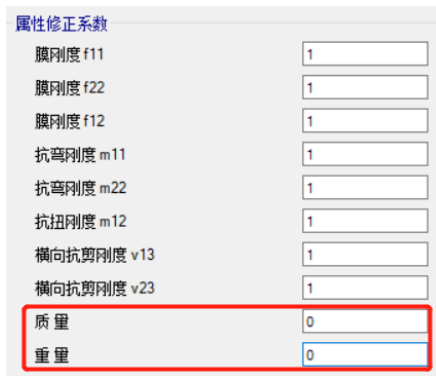 属性修正系数
膜刚度 f11 1
膜刚度 f22 1
膜刚度 f12 1
抗弯刚度 m11 1
抗弯刚度 m22 1
抗扭刚度 m12 1
横向抗剪刚度 v13 1
横向抗剪刚度 v23 1
质量 0
重量 0